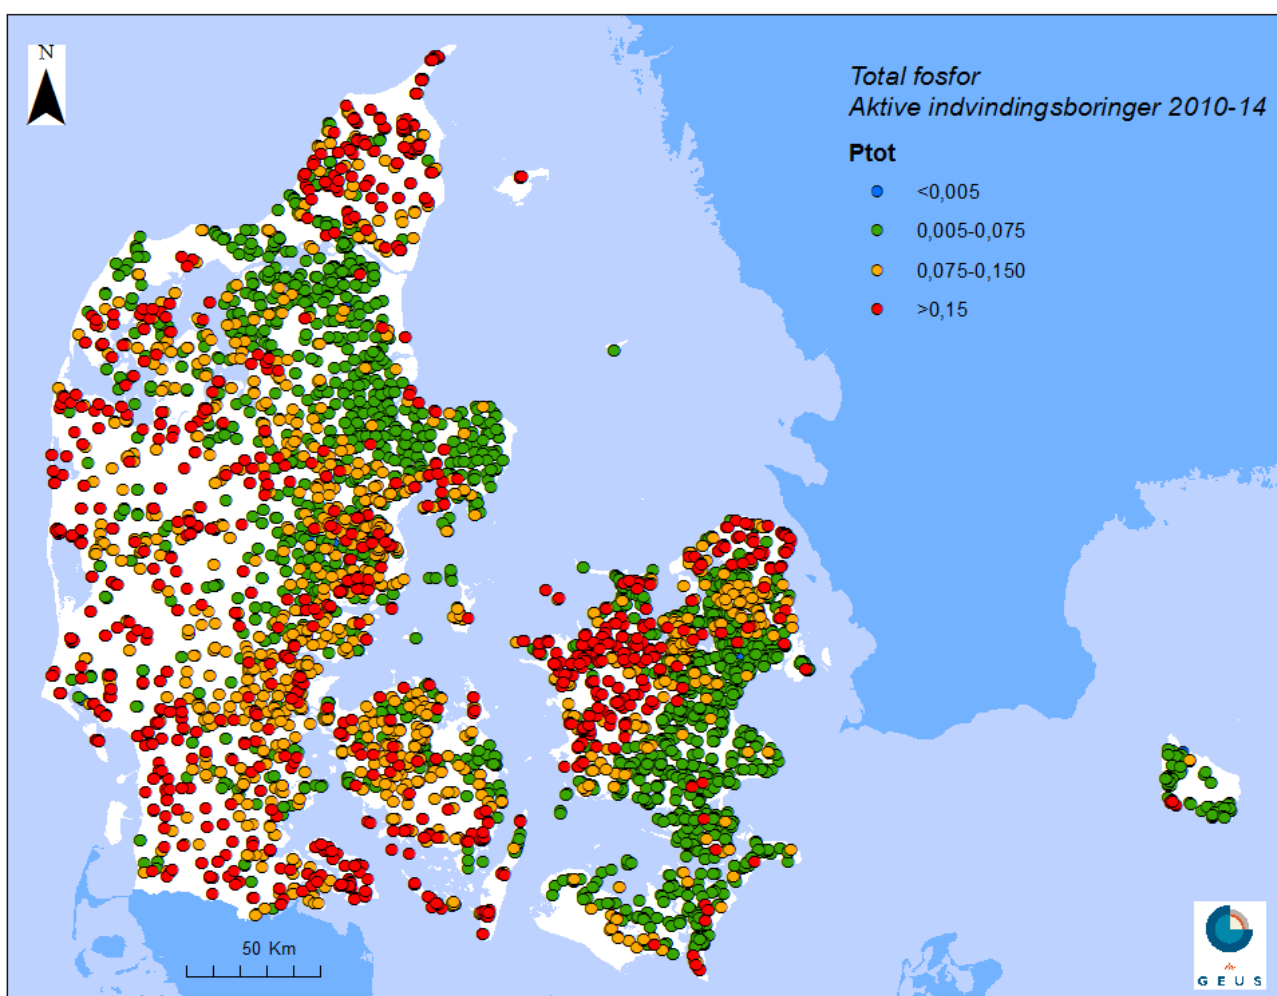 N
Total fosfor
Aktive indvindingsboringer 2010-14
Ptot
<0,005
0,005-0,075
0,075-0,150
>0,15
50 Km
G E U S